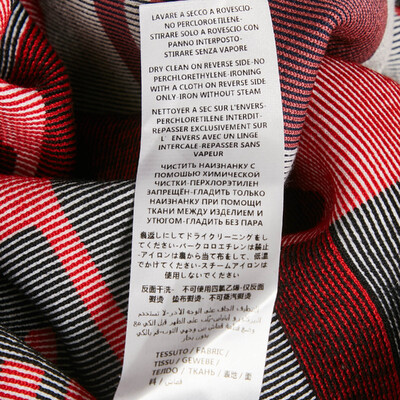 LAVARE A SECCO A ROVESCIO-
NO PERCLOROETILENE-
STIRARE SOLO A ROVESCIO CON
PANNO INTERPOSTO-
STIRARE SENZA VAPORE
DRY CLEAN ON REVERSE SIDE-NO
PERCHLORETHYLENE-IRONING
WITH A CLOTH ON REVERSE SIDE
ONLY-IRON WITHOUT STEAM
NETTOYER A SEC SUR L'ENVERS-
PERCHLORETILENE INTERDIT-
REPASSER EXCLUSIVEMENT SUR
L' ENVERS AVEC UN LINGE
INTERCALE-REPASSER SANS
VAPEUR
ЧИСТИТЬ НАИЗНАНКУ С
ПОМОЩЬЮ ХИМИЧЕСКОЙ
ЧИСТКИ-ПЕРХЛОРЭТИЛЕН
ЗАПРЕЩЁН-ГЛАДИТЬ ТОЛЬКО
НАИЗНАНКУ ПРИ ПОМОЩИ
ТКАНИ МЕЖДУ ИЗДЕЛИЕМ И
УТЮГОМ-ГЛАДИТЬ БЕЗ ПАРА
裏返しにしてドライクリーニングをし
てください-パークロロエチレンは禁止
-アイロンは裏から当て布をして、低温
でかけてください-スチームアイロンは
使用しないでください
反面干洗. 不可使用四氯乙烯-仅反面
熨烫 垫布熨烫-不可蒸汽熨烫
TESSUTO / FABRIC /
TISSU / GEWEBE /
TEJIDO / ТКАНЬ / 表地 / 面
料 / قماش /